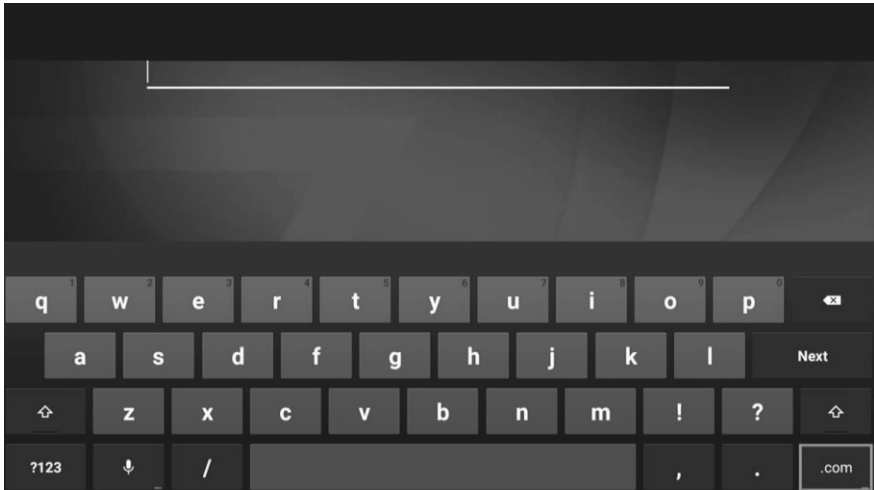 1 2 3 4 5 6 7 8 9 0
q w e r t y u i o p
a s d f g h j k l Next
z x c v b n m ! ?
?123 / , . .com